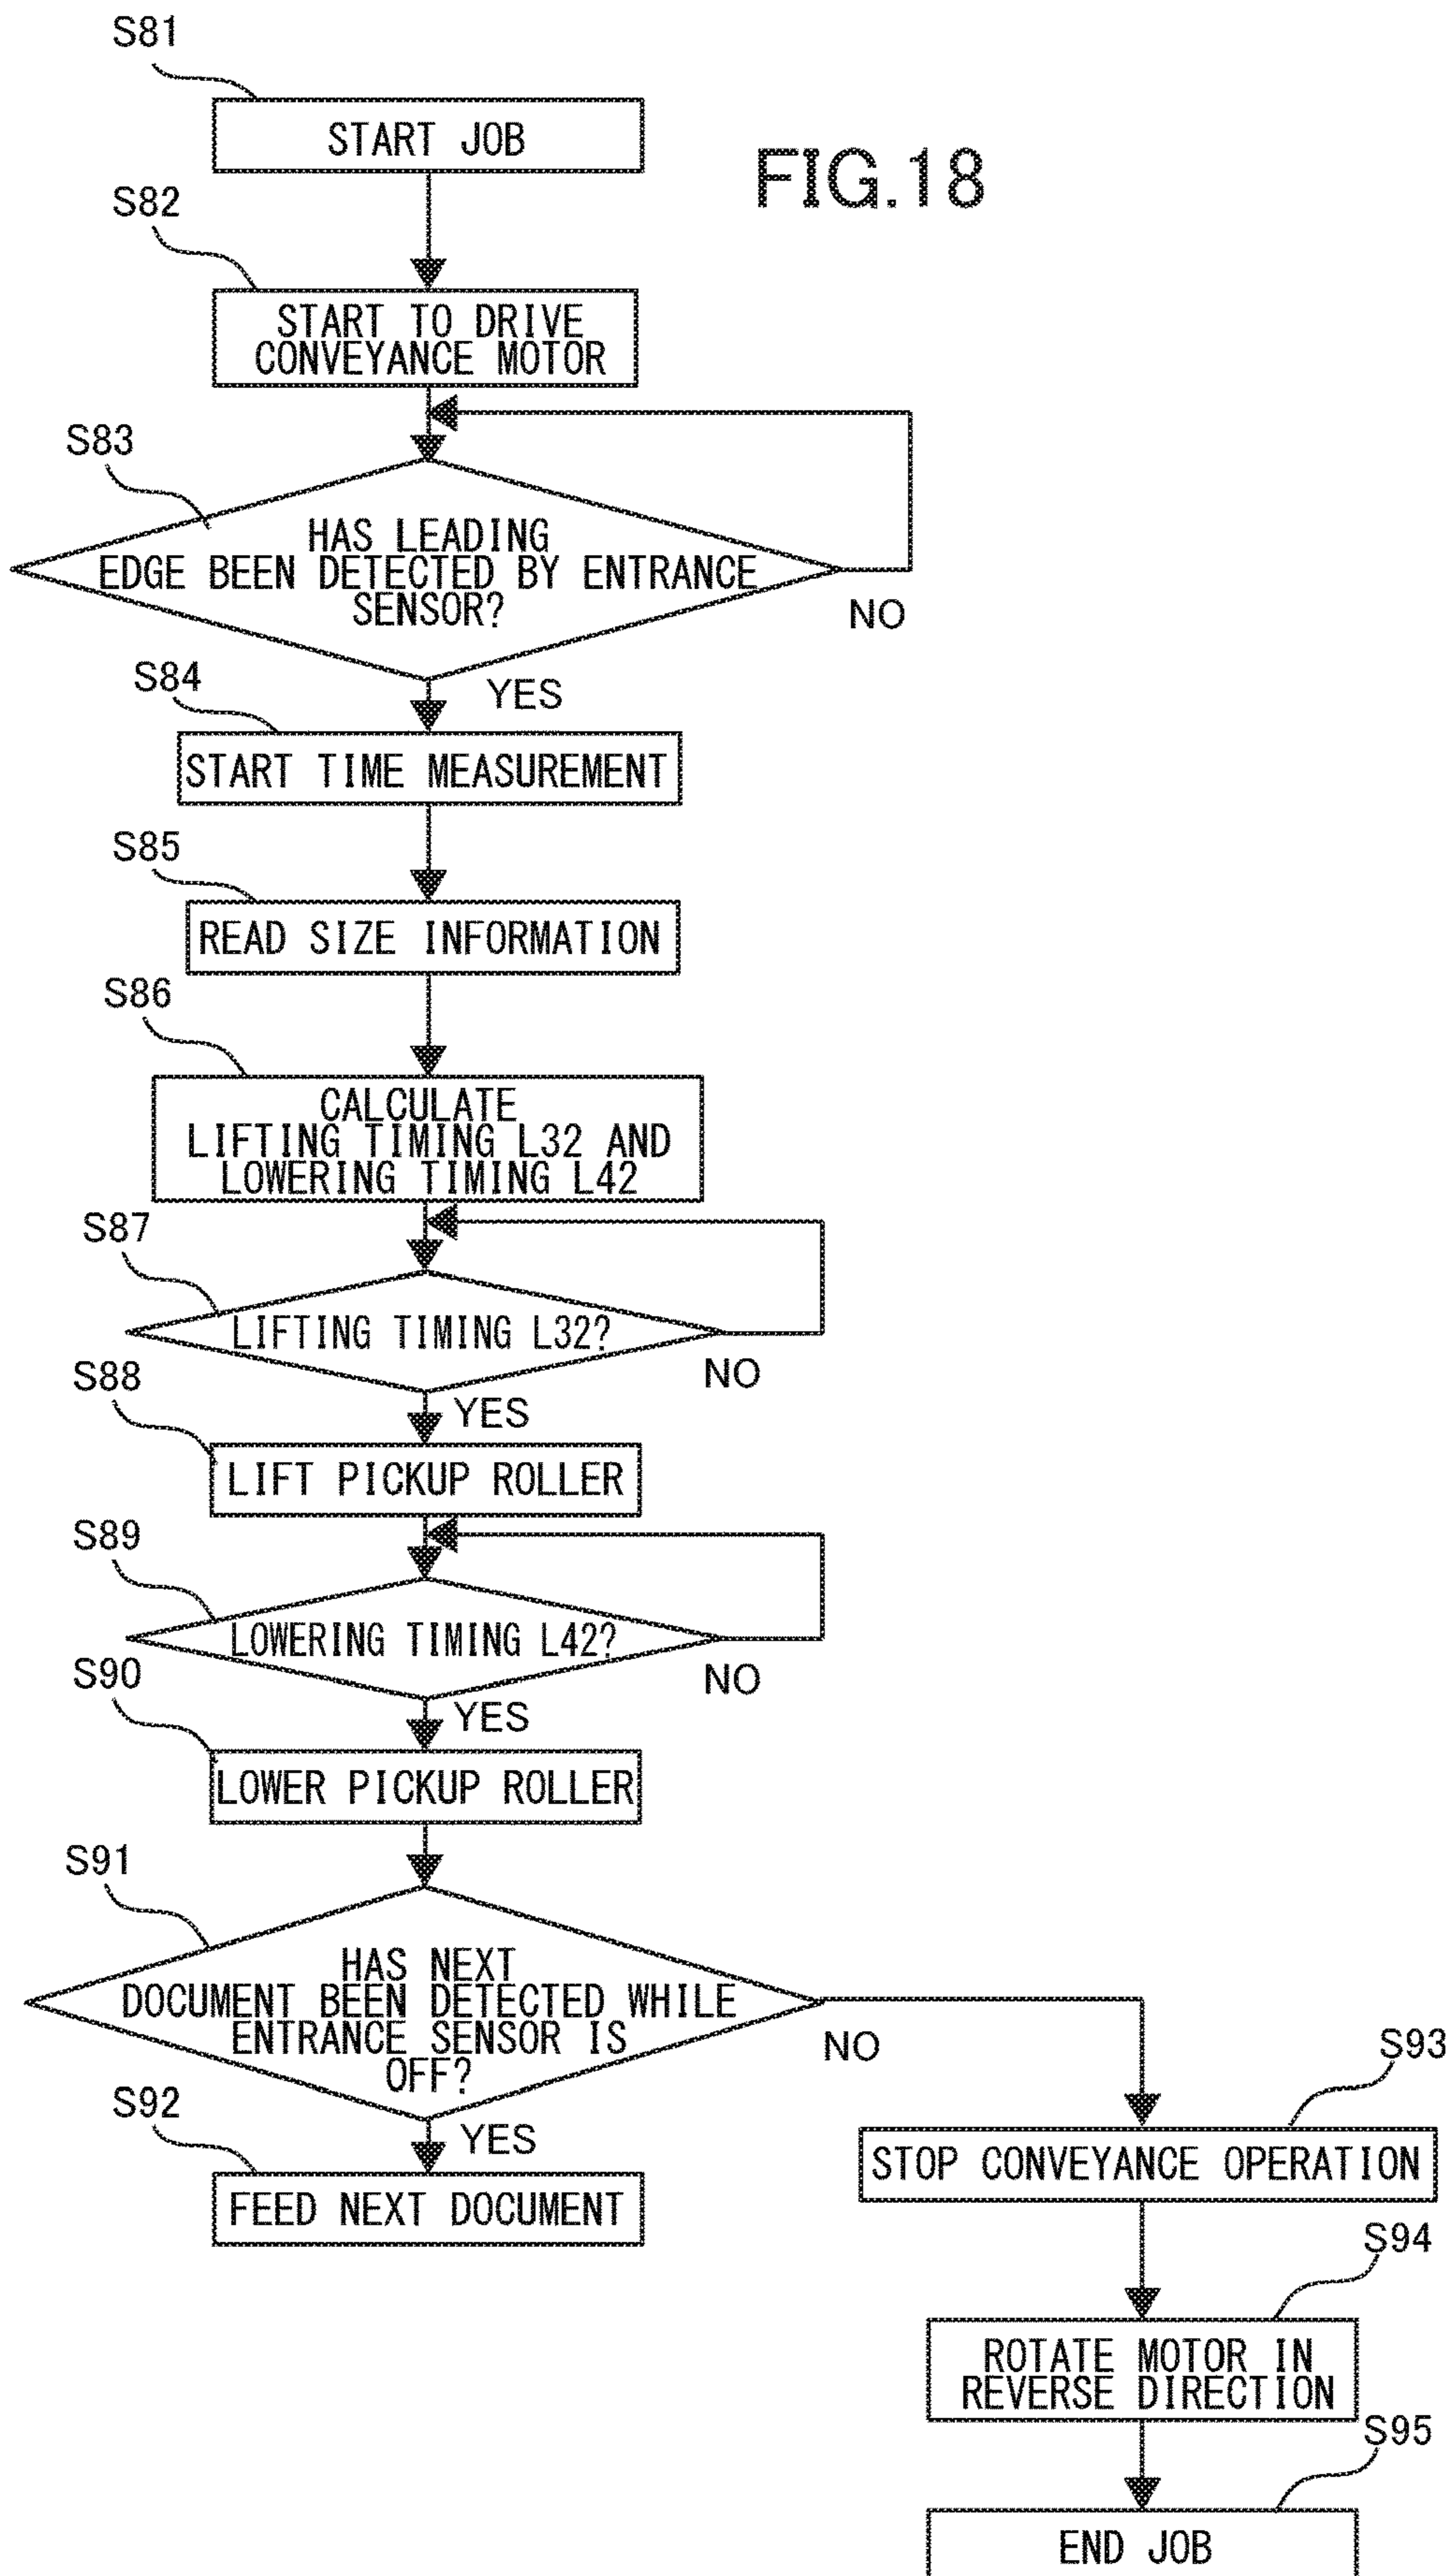 S81
START JOB
FIG.18
S82
START TO DRIVE
CONVEYANCE MOTOR
S83
HAS LEADING
EDGE BEEN DETECTED BY ENTRANCE
SENSOR?
NO
YES
S84
START TIME MEASUREMENT
S85
READ SIZE INFORMATION
S86
CALCULATE
LIFTING TIMING L32 AND
LOWERING TIMING L42
S87
LIFTING TIMING L32?
NO
YES
S88
LIFT PICKUP ROLLER
S89
LOWERING TIMING L42?
NO
YES
S90
LOWER PICKUP ROLLER
S91
HAS NEXT
DOCUMENT BEEN DETECTED WHILE
ENTRANCE SENSOR IS
OFF?
NO
YES
S92
FEED NEXT DOCUMENT
S93
STOP CONVEYANCE OPERATION
S94
ROTATE MOTOR IN
REVERSE DIRECTION
S95
END JOB